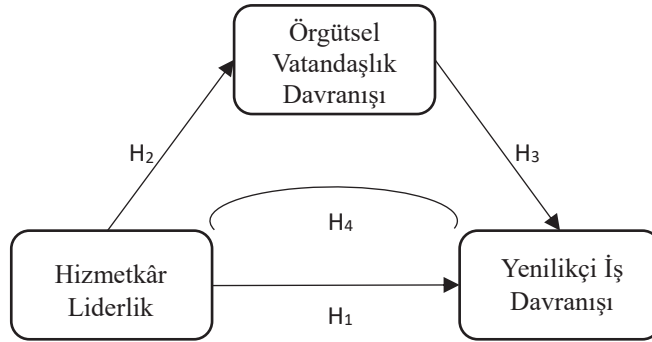 Örgütsel
Vatandaşlık
Davranışı
H₂
H₃
H₄
Hizmetkâr
Liderlik
Yenilikçi İş
Davranışı
H₁